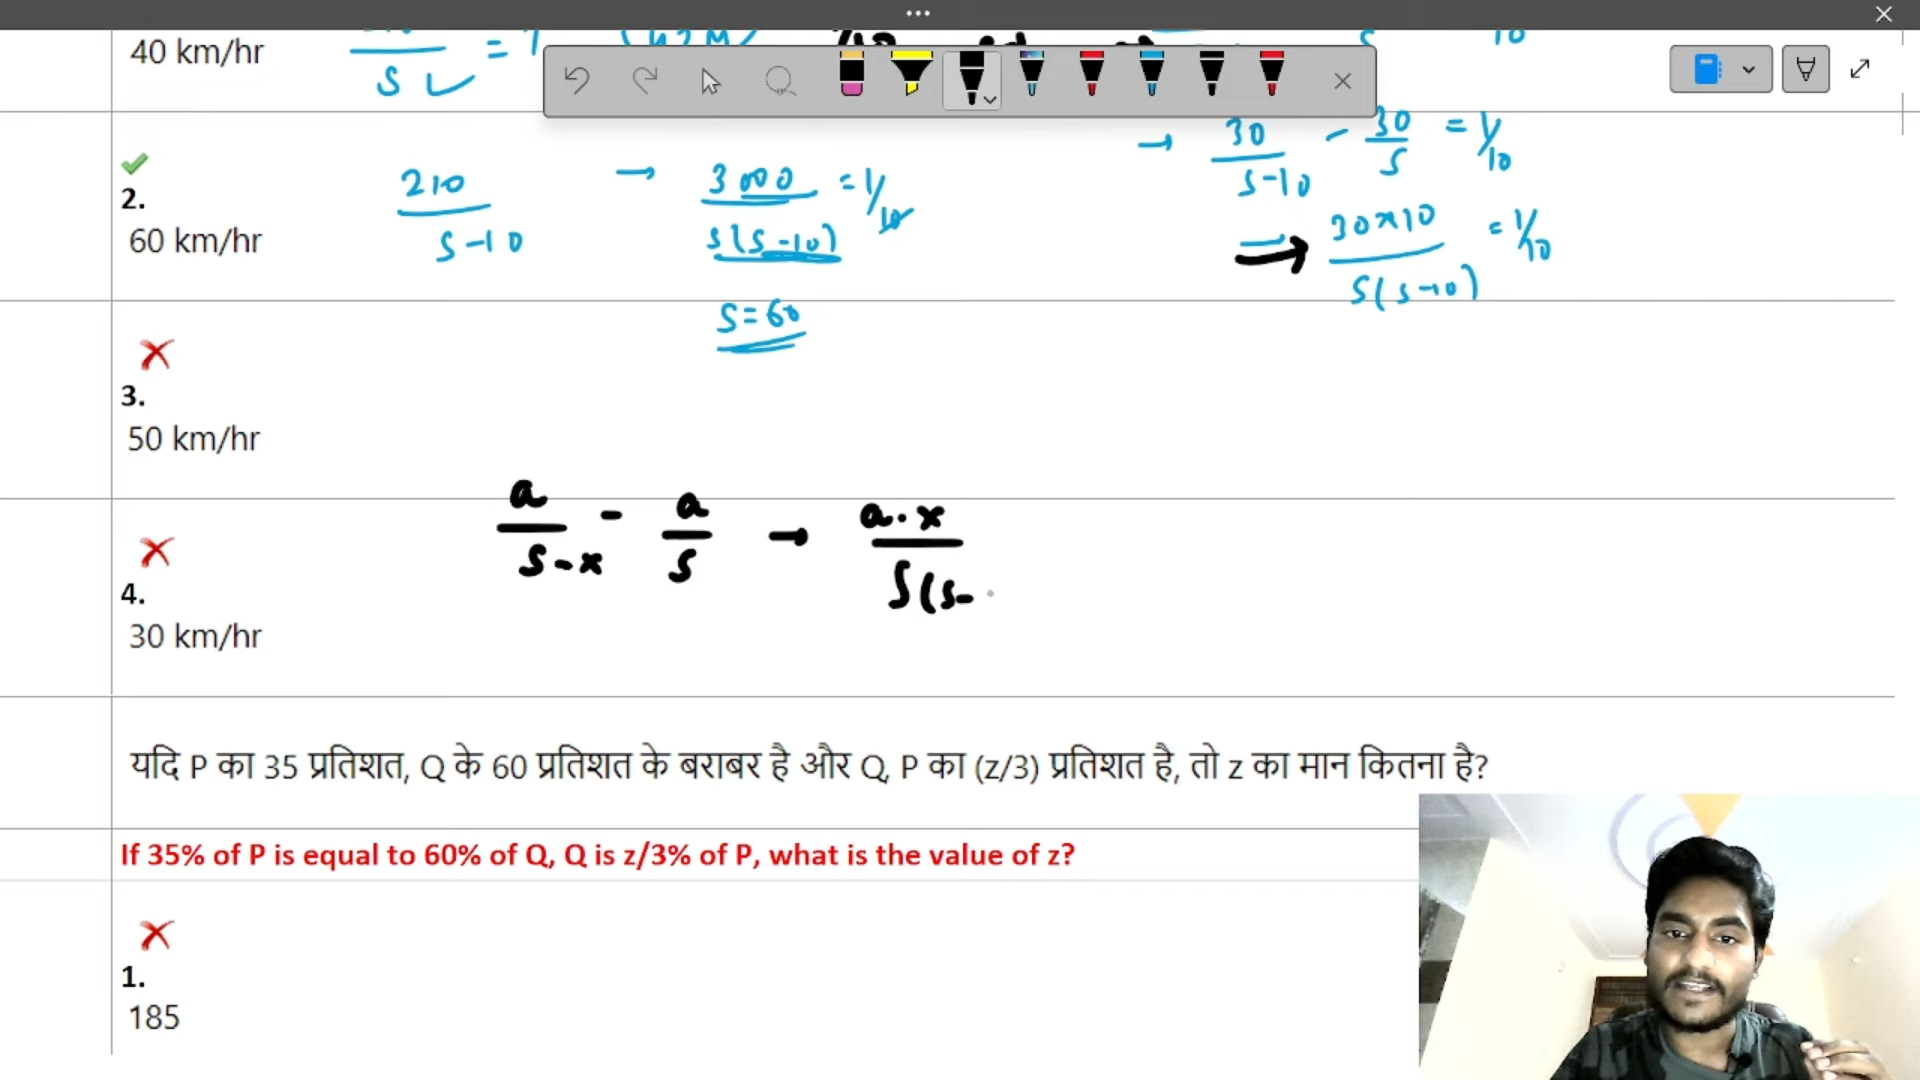 40 km/hr
S
30/S-10 - 30/S = 1/10
2.
210/S-10 → 3000/S(S-10) = 1/10
60 km/hr
⇒ 30×10/S(S-10) = 1/10
S = 60
3.
50 km/hr
a/S-x - a/S → a·x/S(S-
4.
30 km/hr
यदि P का 35 प्रतिशत, Q के 60 प्रतिशत के बराबर है और Q, P का (z/3) प्रतिशत है, तो z का मान कितना है?
If 35% of P is equal to 60% of Q, Q is z/3% of P, what is the value of z?
1.
185